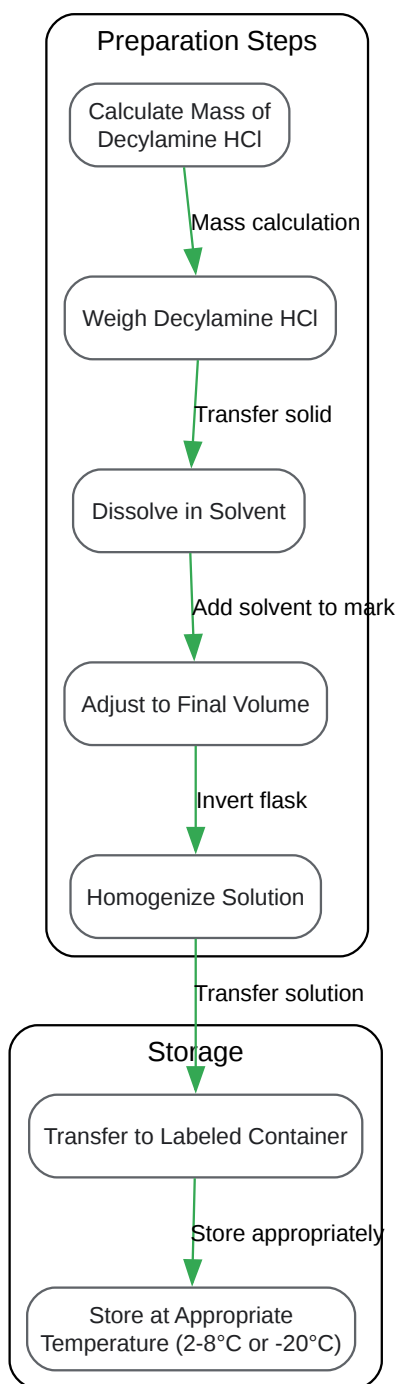 Preparation Steps
Calculate Mass of
Decylamine HCl
Mass calculation
Weigh Decylamine HCl
Transfer solid
Dissolve in Solvent
Add solvent to mark
Adjust to Final Volume
Invert flask
Homogenize Solution
Transfer solution
Storage
Transfer to Labeled Container
Store appropriately
Store at Appropriate
Temperature (2-8°C or -20°C)